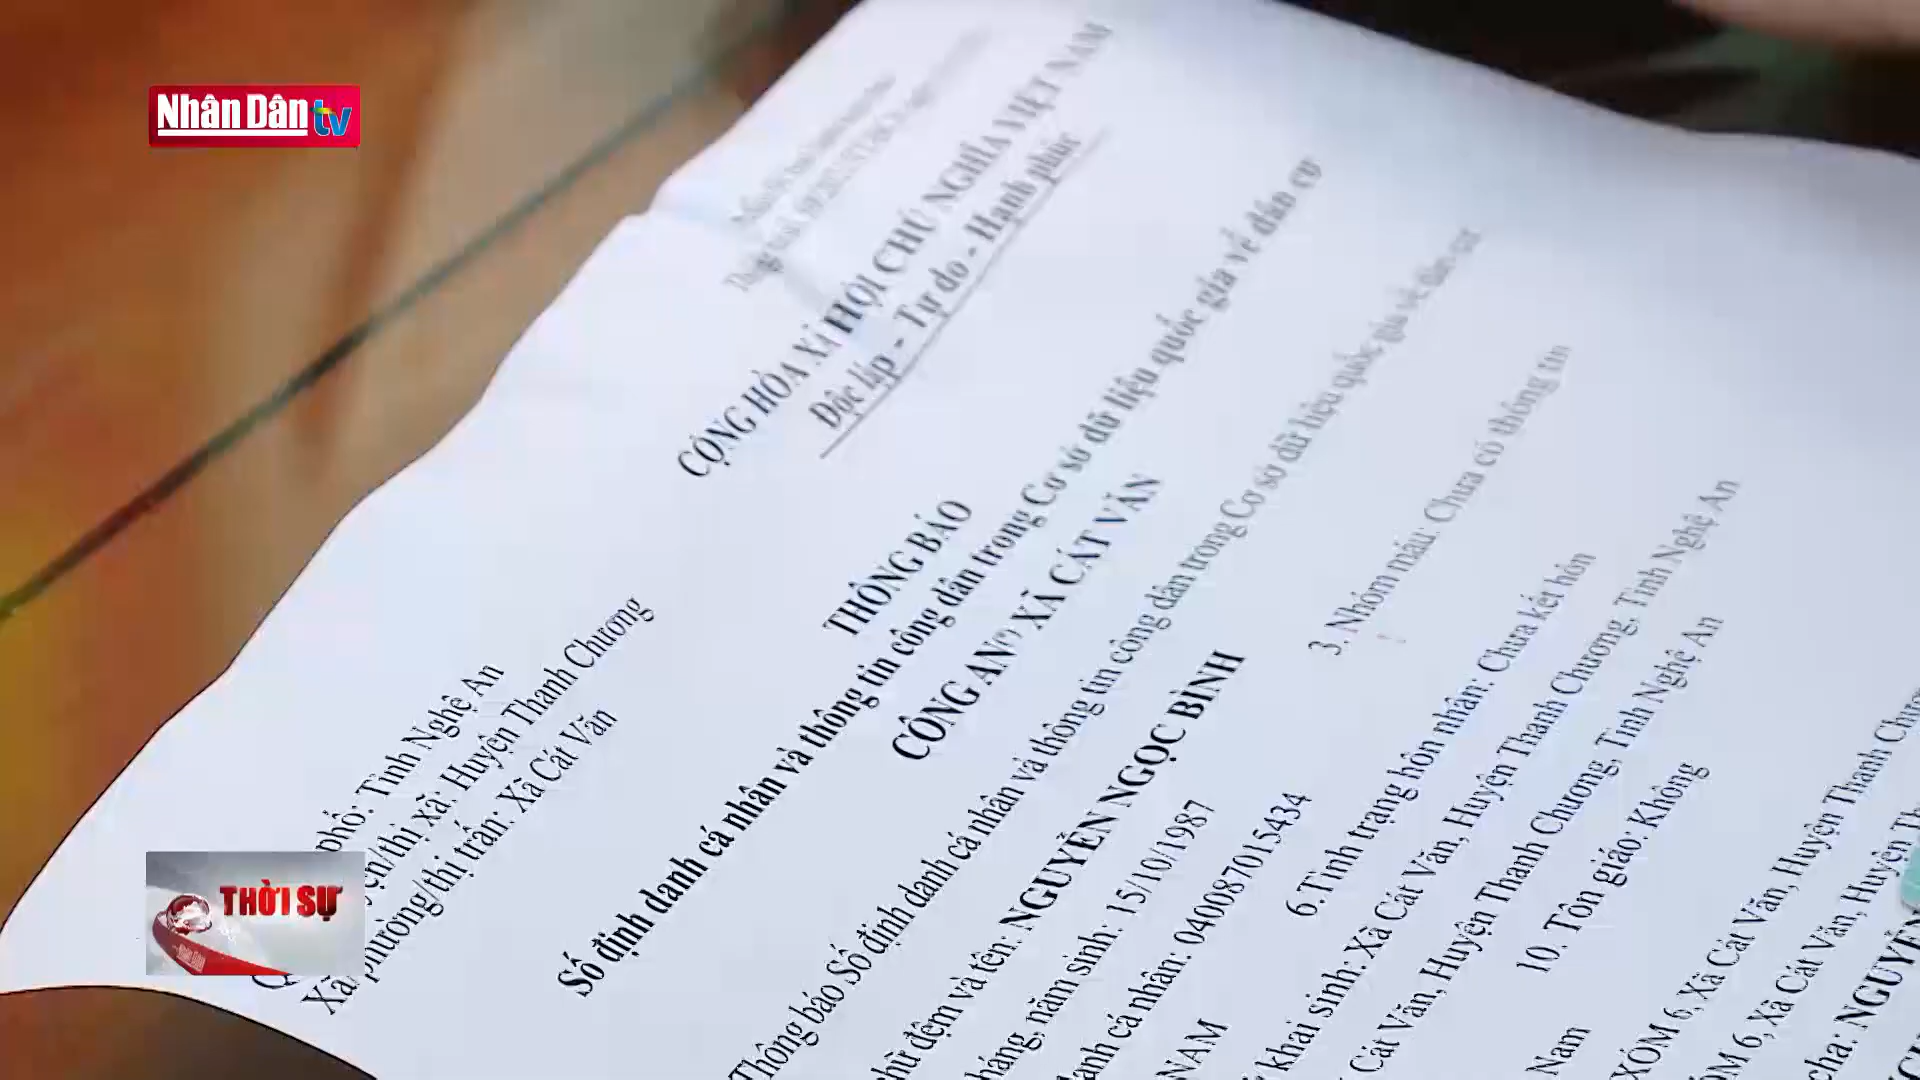 Nhân Dân tv
CỘNG HÒA XÃ HỘI CHỦ NGHĨA VIỆT NAM
Độc lập - Tự do - Hạnh phúc
phố: Tỉnh Nghệ An
yện/thị xã: Huyện Thanh Chương
Xã/phường/thị trấn: Xã Cát Văn
THÔNG BÁO
Số định danh cá nhân và thông tin công dân trong Cơ sở dữ liệu quốc gia về dân cư
CÔNG AN XÃ CÁT VĂN
Thông báo Số định danh cá nhân và thông tin công dân trong Cơ sở dữ liệu quốc gia về dân cư
chữ đệm và tên: NGUYỄN NGỌC BÌNH
háng, năm sinh: 15/10/1987
3. Nhóm máu: Chưa có thông tin
danh cá nhân: 040087015434
6.Tình trạng hôn nhân: Chưa kết hôn
NAM
khai sinh: Xã Cát Văn, Huyện Thanh Chương, Tỉnh Nghệ An
Cát Văn, Huyện Thanh Chương, Tỉnh Nghệ An
10. Tôn giáo: Không
Nam
XÓM 6, Xã Cát Văn, Huyện Thanh Chươ
ÓM 6, Xã Cát Văn, Huyện Th
cha: NGUYỄN
THỜI SỰ